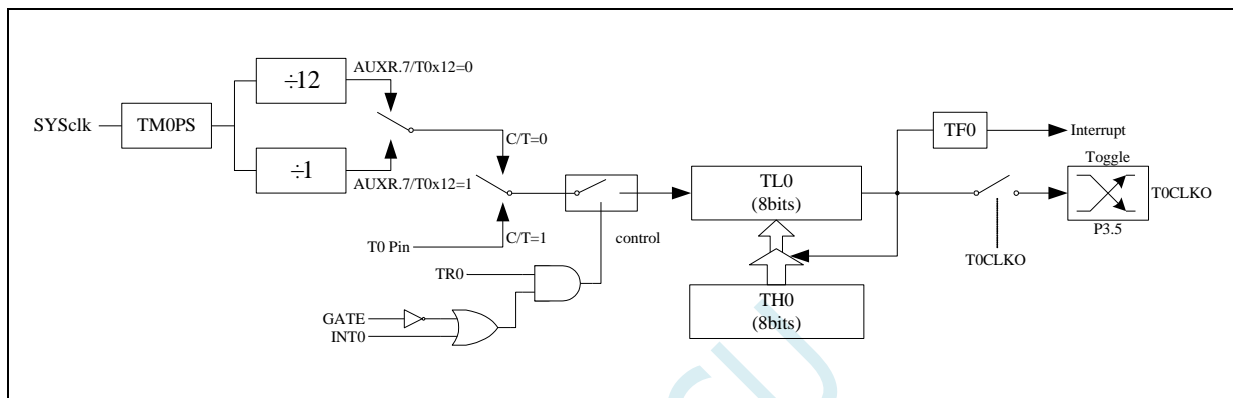 SYSclk
TM0PS
÷12
÷1
AUXR.7/T0x12=0
AUXR.7/T0x12=1
C/T=0
C/T=1
T0 Pin
control
TR0
GATE
INT0
TL0
(8bits)
TH0
(8bits)
TF0
Interrupt
Toggle
T0CLKO
P3.5
T0CLKO